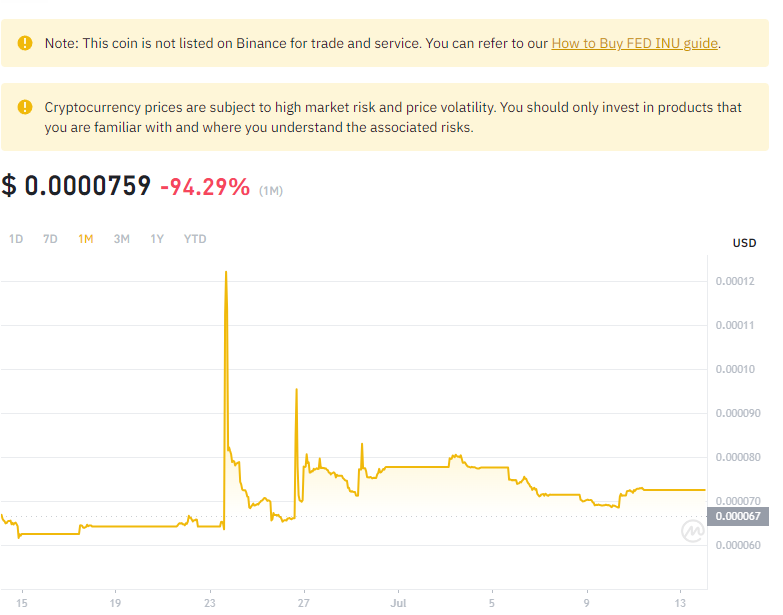 Note: This coin is not listed on Binance for trade and service. You can refer to our How to Buy FED INU guide.
Cryptocurrency prices are subject to high market risk and price volatility. You should only invest in products that
you are familiar with and where you understand the associated risks.
$ 0.0000759 -94.29% (1M)
1D 7D 1M 3M 1Y YTD
USD
0.00012
0.00011
0.00010
0.000090
0.000080
0.000070
0.000067
0.000060
15 19 23 27 Jul 5 9 13